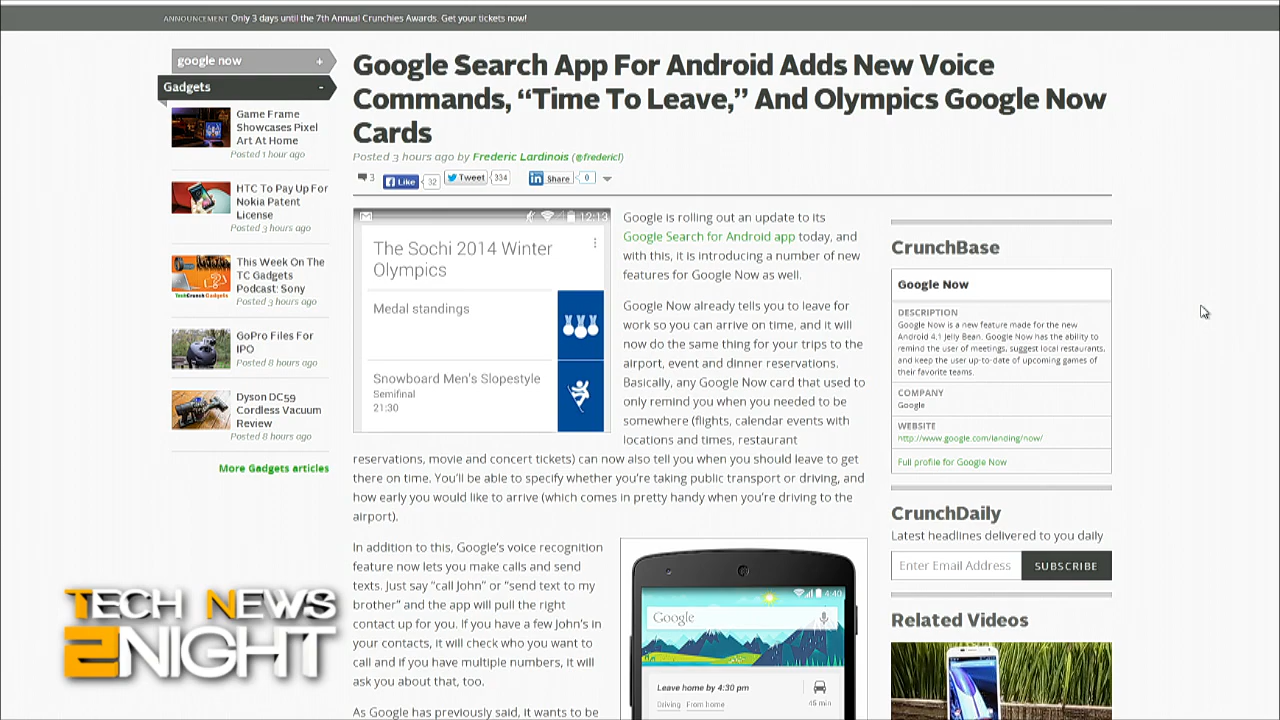 ANNOUNCEMENT Only 3 days until the 7th Annual Crunchies Awards. Get your tickets now!
google now +
Gadgets -
Game Frame
Showcases Pixel
Art At Home
Posted 1 hour ago
HTC To Pay Up For
Nokia Patent
License
Posted 3 hours ago
This Week On The
TC Gadgets
Podcast: Sony
Posted 3 hours ago
TechCrunch Gadgets
GoPro Files For
IPO
Posted 8 hours ago
Dyson DC59
Cordless Vacuum
Review
Posted 8 hours ago
More Gadgets articles
Google Search App For Android Adds New Voice
Commands, “Time To Leave,” And Olympics Google Now
Cards
Posted 3 hours ago by Frederic Lardinois (@fredericl)
3 Like 32 Tweet 334 in Share 0
12:13
The Sochi 2014 Winter
Olympics
Medal standings
Snowboard Men's Slopestyle
Semifinal
21:30
Google is rolling out an update to its
Google Search for Android app today, and
with this, it is introducing a number of new
features for Google Now as well.
Google Now already tells you to leave for
work so you can arrive on time, and it will
now do the same thing for your trips to the
airport, event and dinner reservations.
Basically, any Google Now card that used to
only remind you when you needed to be
somewhere (flights, calendar events with
locations and times, restaurant
reservations, movie and concert tickets) can now also tell you when you should leave to get
there on time. You'll be able to specify whether you're taking public transport or driving, and
how early you would like to arrive (which comes in pretty handy when you're driving to the
airport).
In addition to this, Google's voice recognition
feature now lets you make calls and send
texts. Just say “call John” or “send text to my
brother” and the app will pull the right
contact up for you. If you have a few John's in
your contacts, it will check who you want to
call and if you have multiple numbers, it will
ask you about that, too.
As Google has previously said, it wants to be
4:40
Google
Leave home by 4:30 pm
Driving From home
45 min
CrunchBase
Google Now
DESCRIPTION
Google Now is a new feature made for the new
Android 4.1 Jelly Bean. Google Now has the ability to
remind the user of meetings, suggest local restaurants,
and keep the user up-to-date of upcoming games of
their favorite teams.
COMPANY
Google
WEBSITE
http://www.google.com/landing/now/
Full profile for Google Now
CrunchDaily
Latest headlines delivered to you daily
Enter Email Address SUBSCRIBE
Related Videos
TECH NEWS
2NIGHT